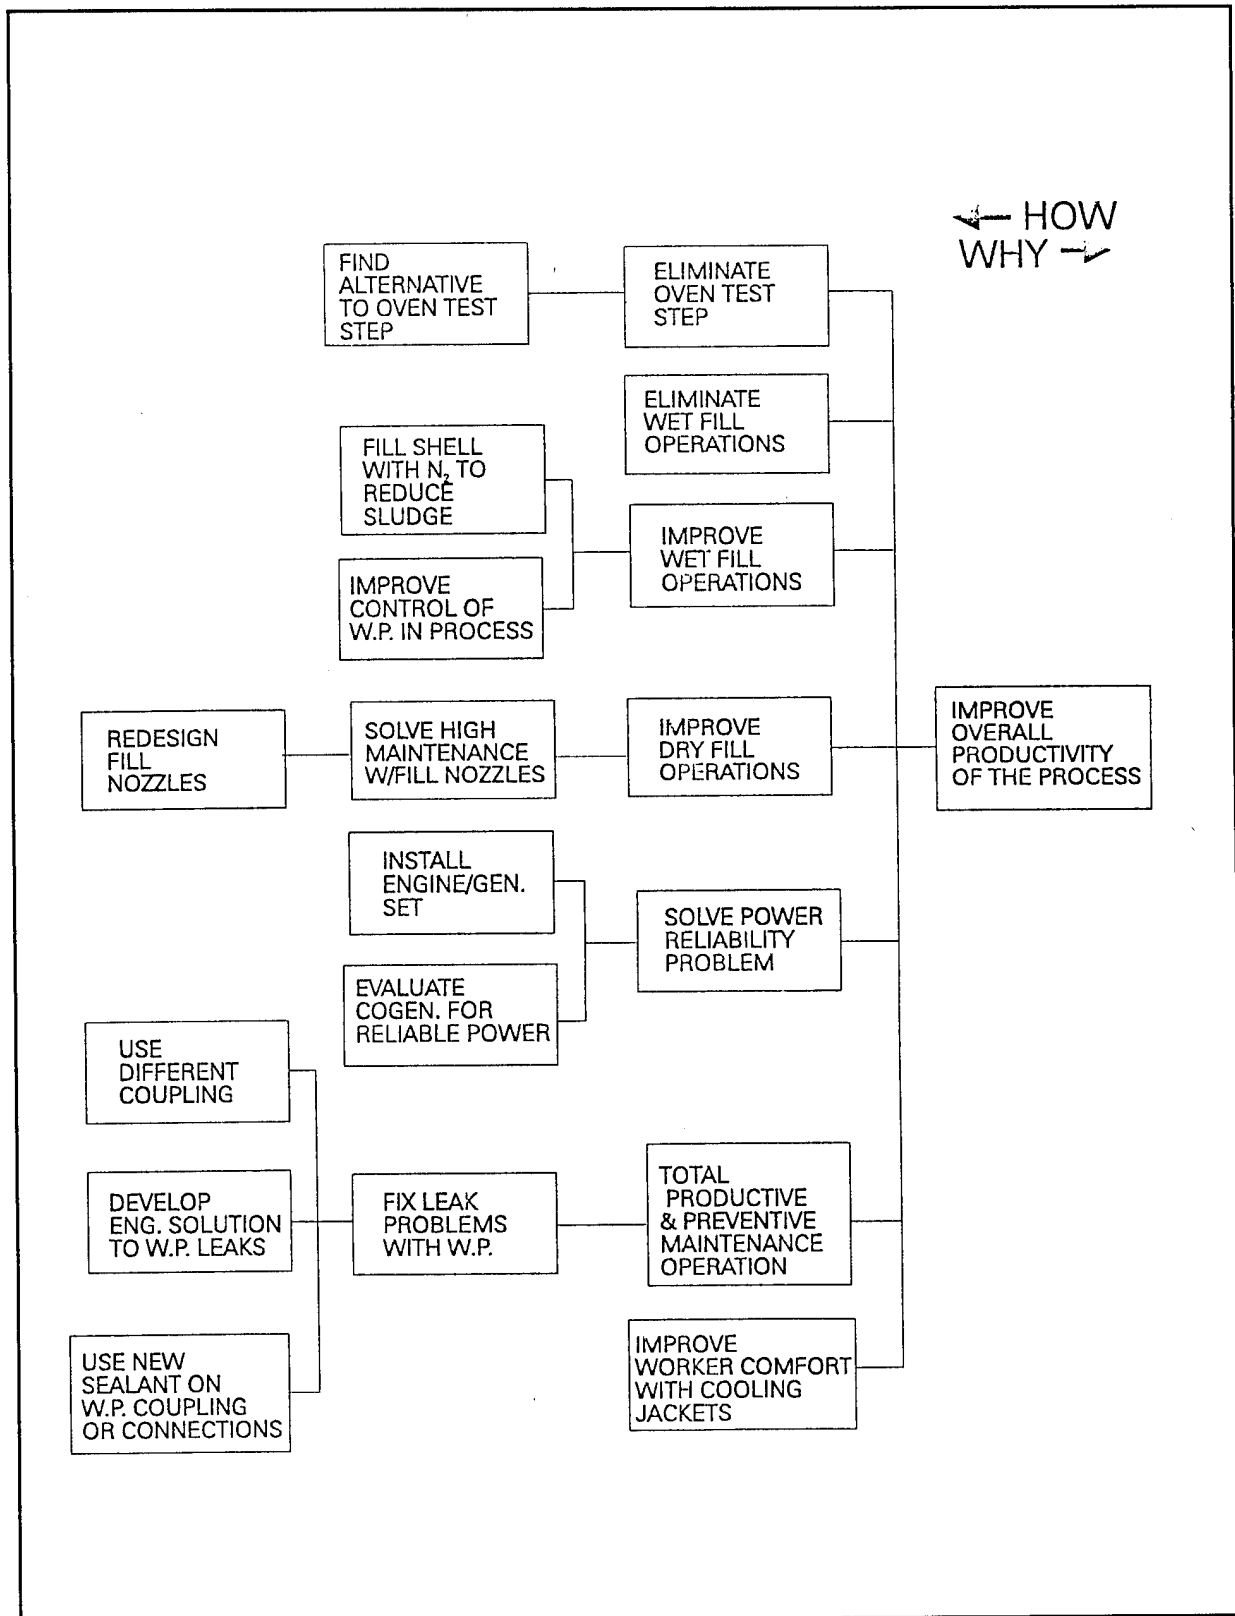 ← HOW
WHY →
FIND
ALTERNATIVE
TO OVEN TEST
STEP
ELIMINATE
OVEN TEST
STEP
ELIMINATE
WET FILL
OPERATIONS
FILL SHELL
WITH N₂ TO
REDUCE
SLUDGE
IMPROVE
WET FILL
OPERATIONS
IMPROVE
CONTROL OF
W.P. IN PROCESS
REDESIGN
FILL
NOZZLES
SOLVE HIGH
MAINTENANCE
W/FILL NOZZLES
IMPROVE
DRY FILL
OPERATIONS
IMPROVE
OVERALL
PRODUCTIVITY
OF THE PROCESS
INSTALL
ENGINE/GEN.
SET
SOLVE POWER
RELIABILITY
PROBLEM
EVALUATE
COGEN. FOR
RELIABLE POWER
USE
DIFFERENT
COUPLING
DEVELOP
ENG. SOLUTION
TO W.P. LEAKS
FIX LEAK
PROBLEMS
WITH W.P.
TOTAL
PRODUCTIVE
& PREVENTIVE
MAINTENANCE
OPERATION
USE NEW
SEALANT ON
W.P. COUPLING
OR CONNECTIONS
IMPROVE
WORKER COMFORT
WITH COOLING
JACKETS